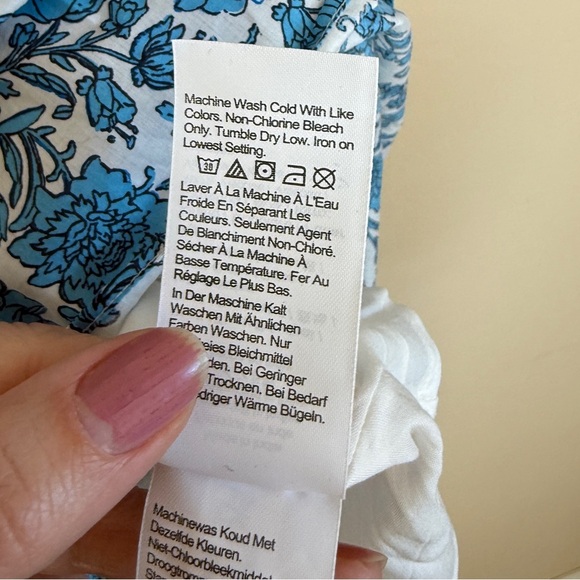 Machine Wash Cold With Like
Colors. Non-Chlorine Bleach
Only. Tumble Dry Low. Iron on
Lowest Setting.
30
Laver À La Machine À L'Eau
Froide En Séparant Les
Couleurs. Seulement Agent
De Blanchiment Non-Chloré.
Sécher À La Machine À
Basse Température. Fer Au
Réglage Le Plus Bas.
In Der Maschine Kalt
Waschen Mit Ähnlichen
Farben Waschen. Nur
Bleichmittel
Bei Geringer
Trocknen. Bei Bedarf
Wärme Bügeln.
Machinewas Koud Met
Dezelfde Kleuren.
Niet-Chloorbleekmiddel